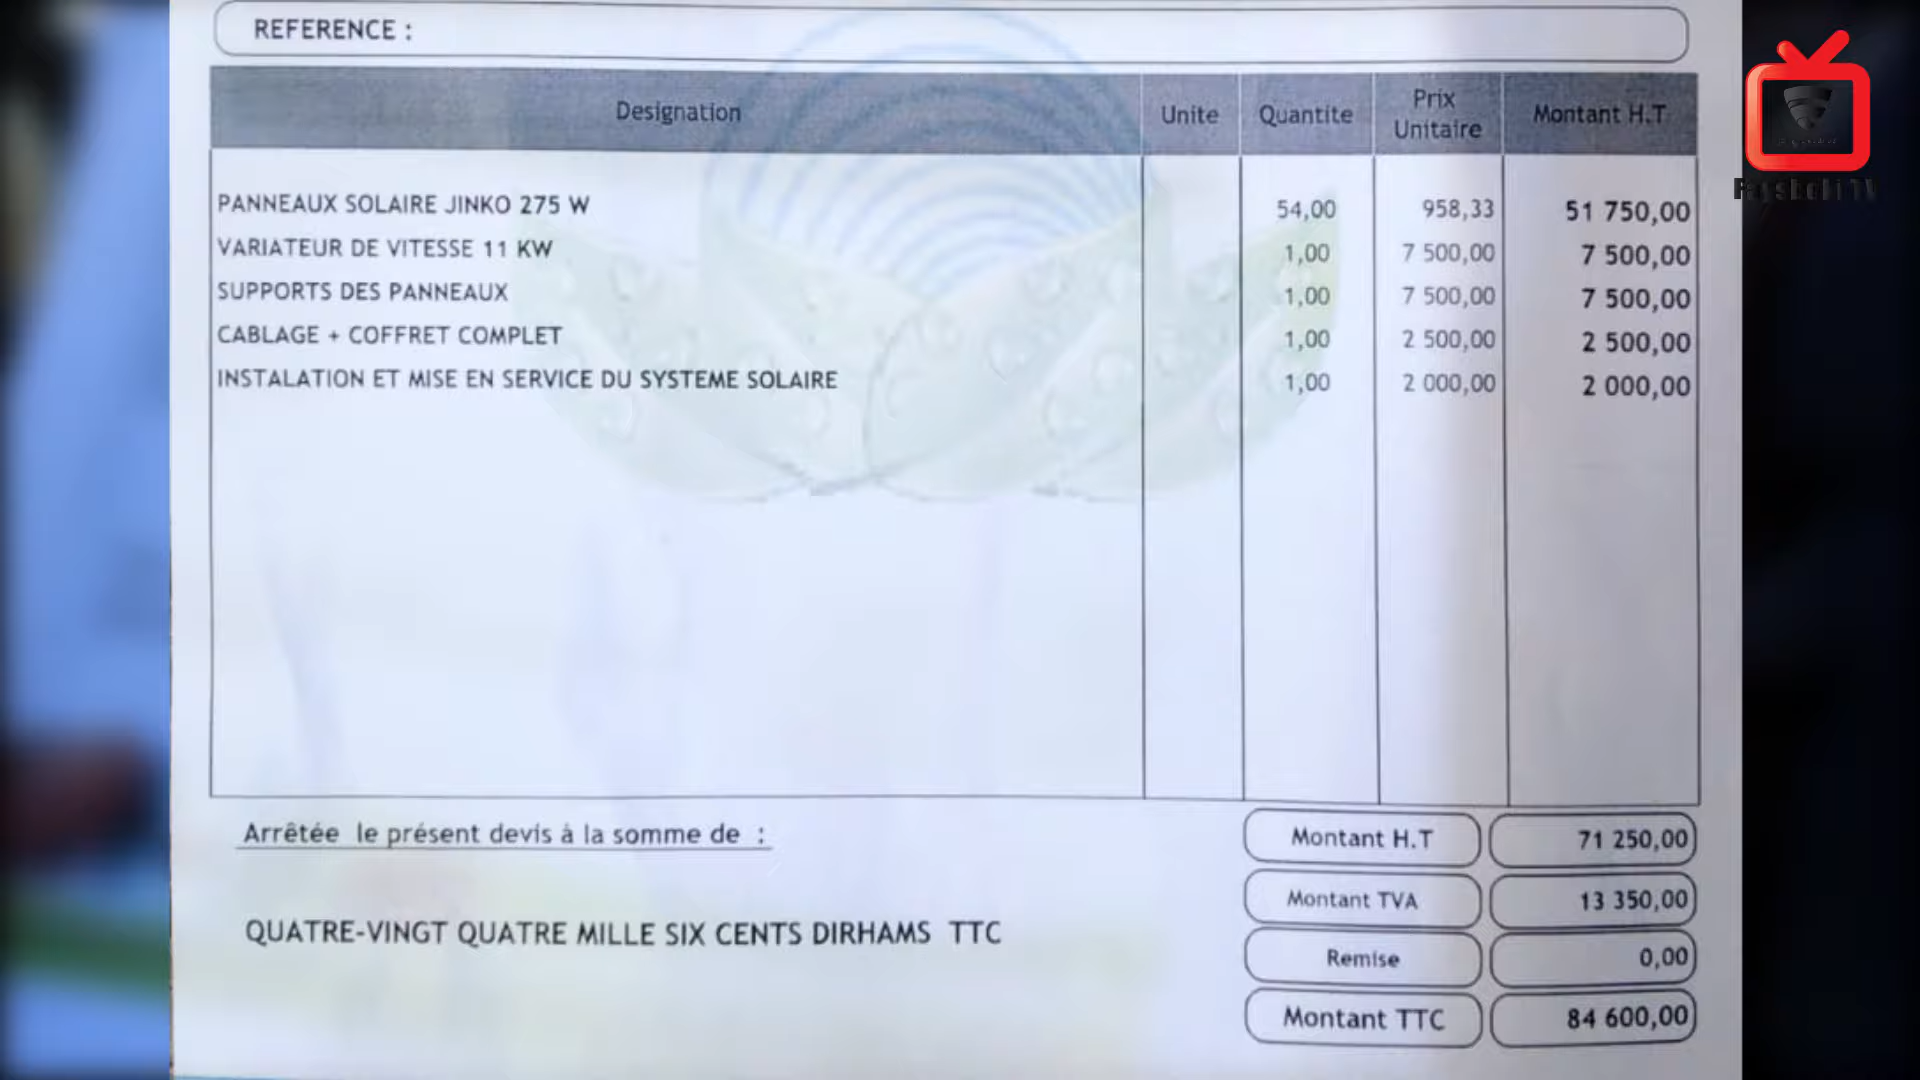 REFERENCE :
Designation Unite Quantite Prix Unitaire Montant H.T
PANNEAUX SOLAIRE JINKO 275 W 54,00 958,33 51 750,00
VARIATEUR DE VITESSE 11 KW 1,00 7 500,00 7 500,00
SUPPORTS DES PANNEAUX 1,00 7 500,00 7 500,00
CABLAGE + COFFRET COMPLET 1,00 2 500,00 2 500,00
INSTALATION ET MISE EN SERVICE DU SYSTEME SOLAIRE 1,00 2 000,00 2 000,00
Arrêtée le présent devis à la somme de :
QUATRE-VINGT QUATRE MILLE SIX CENTS DIRHAMS TTC
Montant H.T 71 250,00
Montant TVA 13 350,00
Remise 0,00
Montant TTC 84 600,00